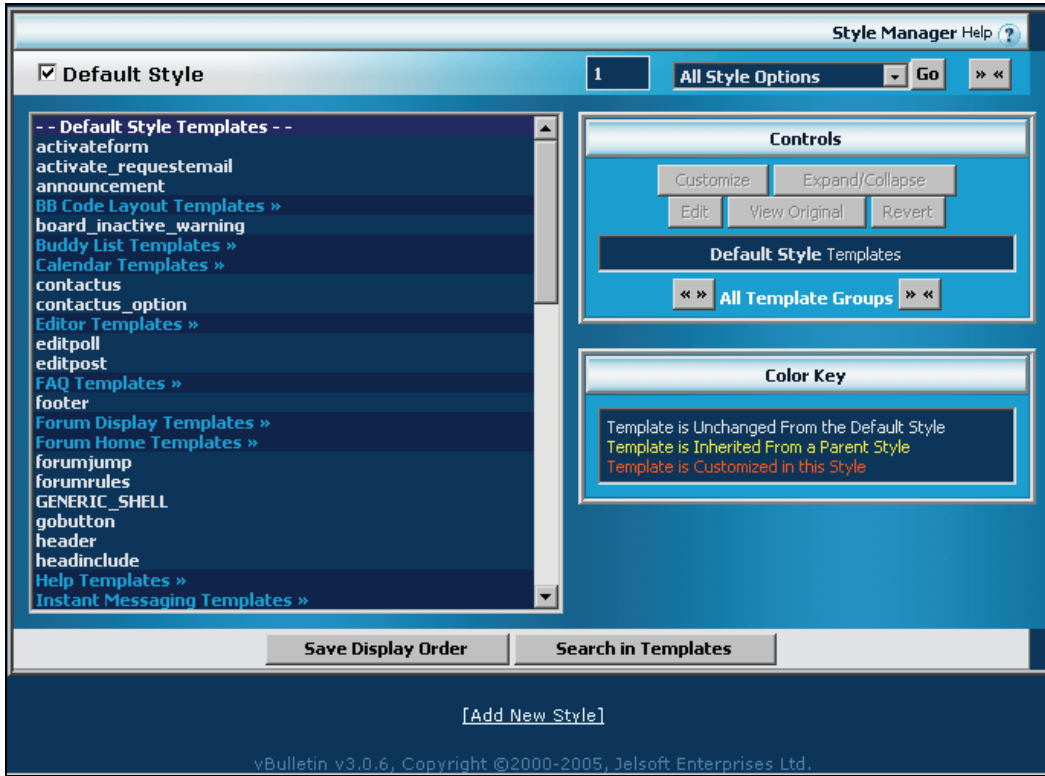 Style Manager Help ?
Default Style
1
All Style Options
Go
» «
- - Default Style Templates - -
activateform
activate_requestemail
announcement
BB Code Layout Templates »
board_inactive_warning
Buddy List Templates »
Calendar Templates »
contactus
contactus_option
Editor Templates »
editpoll
editpost
FAQ Templates »
footer
Forum Display Templates »
Forum Home Templates »
forumjump
forumrules
GENERIC_SHELL
gobutton
header
headinclude
Help Templates »
Instant Messaging Templates »
Controls
Customize Expand/Collapse
Edit View Original Revert
Default Style Templates
« » All Template Groups » «
Color Key
Template is Unchanged From the Default Style
Template is Inherited From a Parent Style
Template is Customized in this Style
Save Display Order Search in Templates
[Add New Style]
vBulletin v3.0.6, Copyright ©2000-2005, Jelsoft Enterprises Ltd.